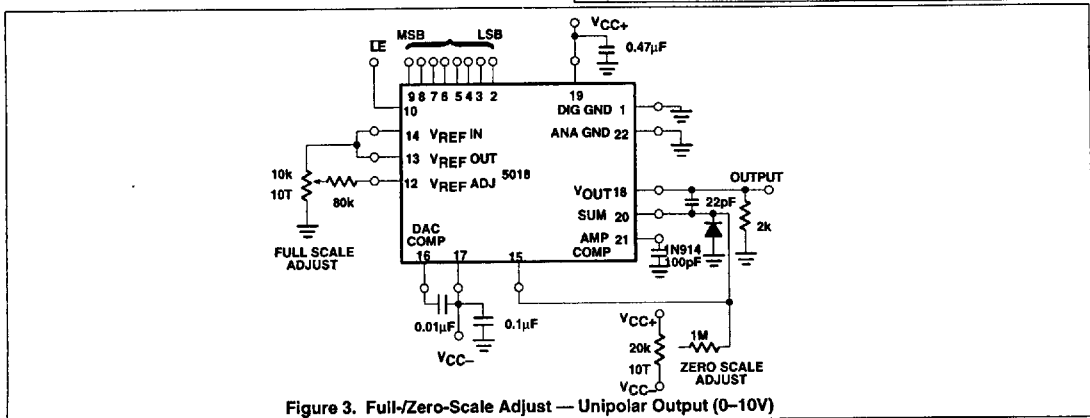 VCC+
0.47μF
MSB LSB
LE
9 8 7 6 5 4 3 2
19
10
DIG GND 1
ANA GND 22
14 VREF IN
13 VREF OUT
12 VREF ADJ
5018
10k
10T
80k
FULL SCALE
ADJUST
VOUT 18
OUTPUT
22pF
SUM 20
2k
AMP 21
COMP
1N914
100pF
DAC
COMP
16 17 15
0.01μF
0.1μF
VCC–
VCC+
20k
10T
VCC–
1M
ZERO SCALE
ADJUST
Figure 3. Full-/Zero-Scale Adjust — Unipolar Output (0–10V)